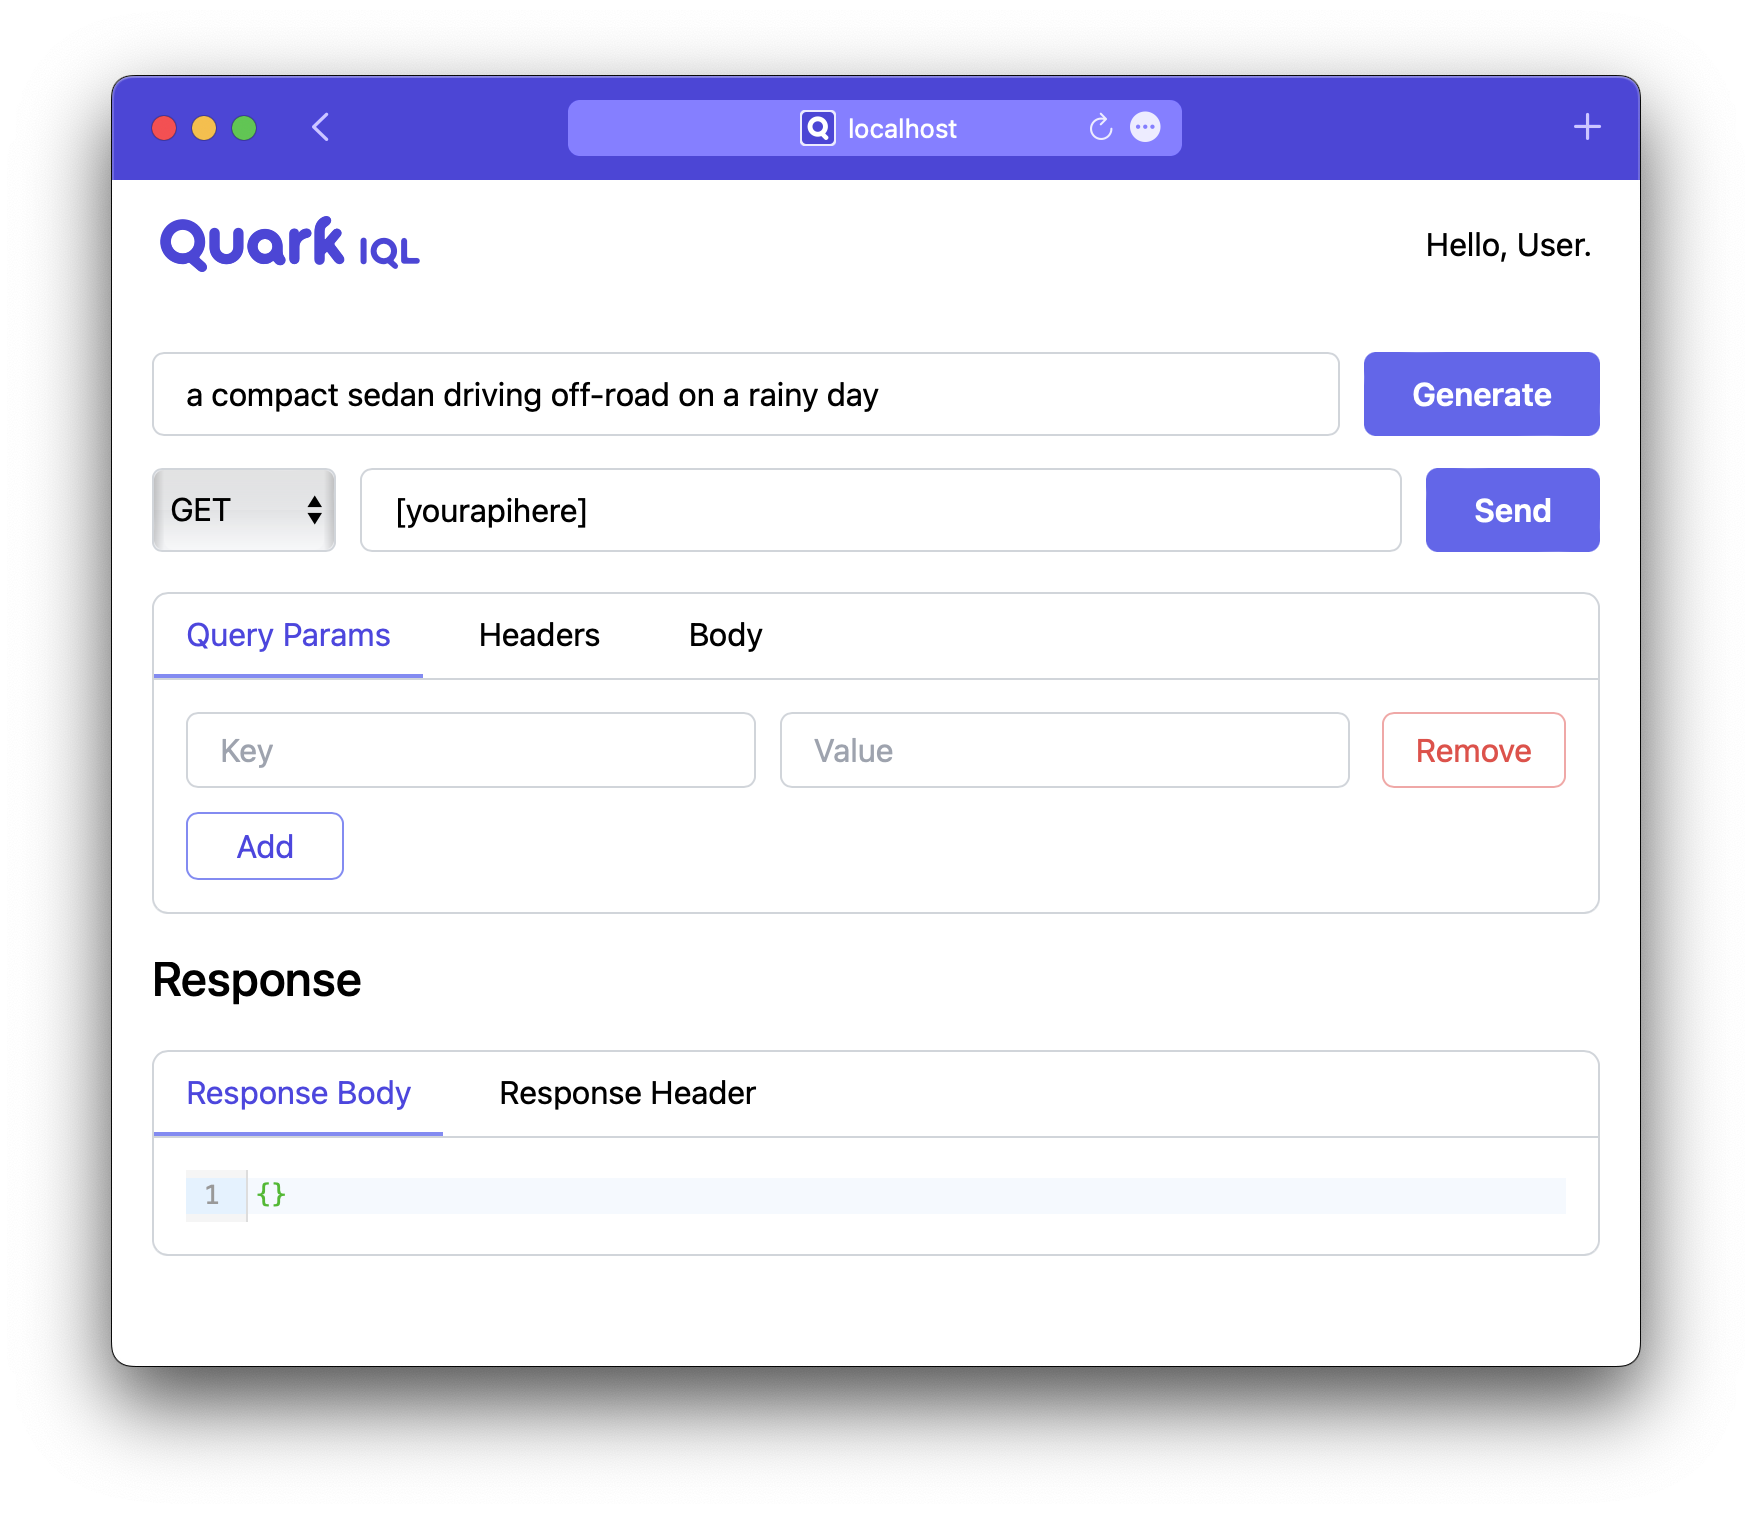 localhost
Quark IQL
Hello, User.
a compact sedan driving off-road on a rainy day
Generate
GET
[yourapihere]
Send
Query Params Headers Body
Key Value Remove
Add
Response
Response Body Response Header
1 {}